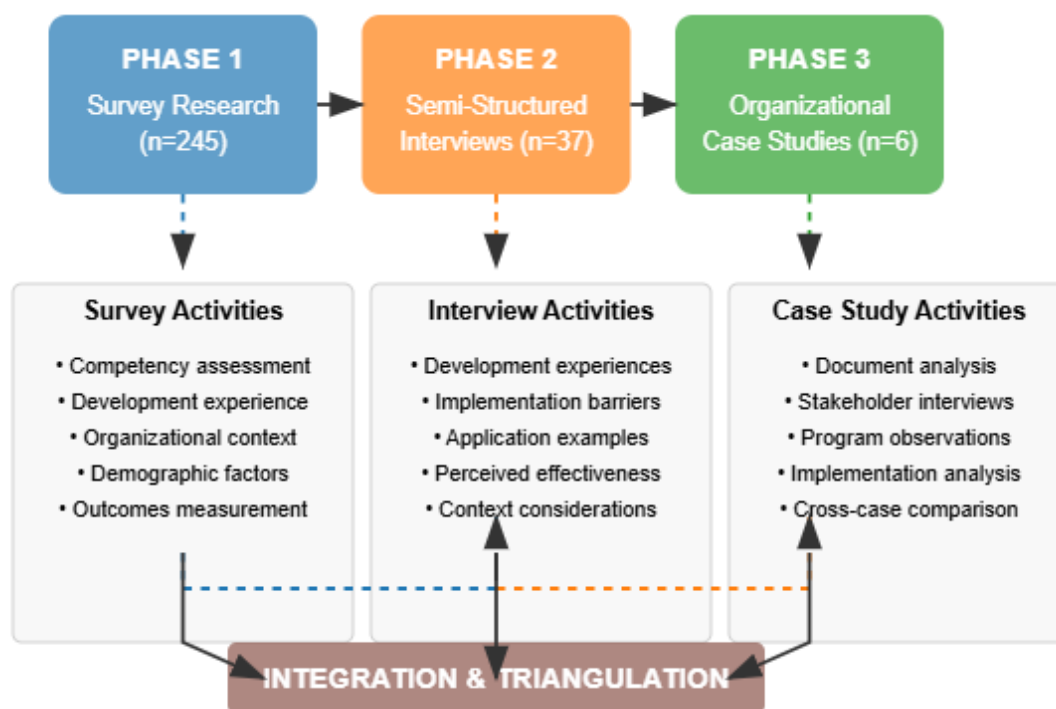 PHASE 1
Survey Research
(n=245)
PHASE 2
Semi-Structured
Interviews (n=37)
PHASE 3
Organizational
Case Studies (n=6)
Survey Activities
• Competency assessment
• Development experience
• Organizational context
• Demographic factors
• Outcomes measurement
Interview Activities
• Development experiences
• Implementation barriers
• Application examples
• Perceived effectiveness
• Context considerations
Case Study Activities
• Document analysis
• Stakeholder interviews
• Program observations
• Implementation analysis
• Cross-case comparison
INTEGRATION & TRIANGULATION